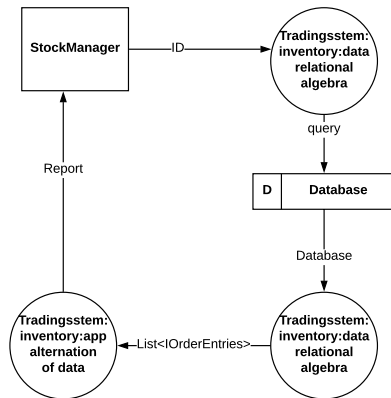 StockManager
ID
Tradingsstem:
inventory:data
relational
algebra
query
D
Database
Database
Tradingsstem:
inventory:data
relational
algebra
List<IOrderEntries>
Tradingsstem:
inventory:app
alternation
of data
Report